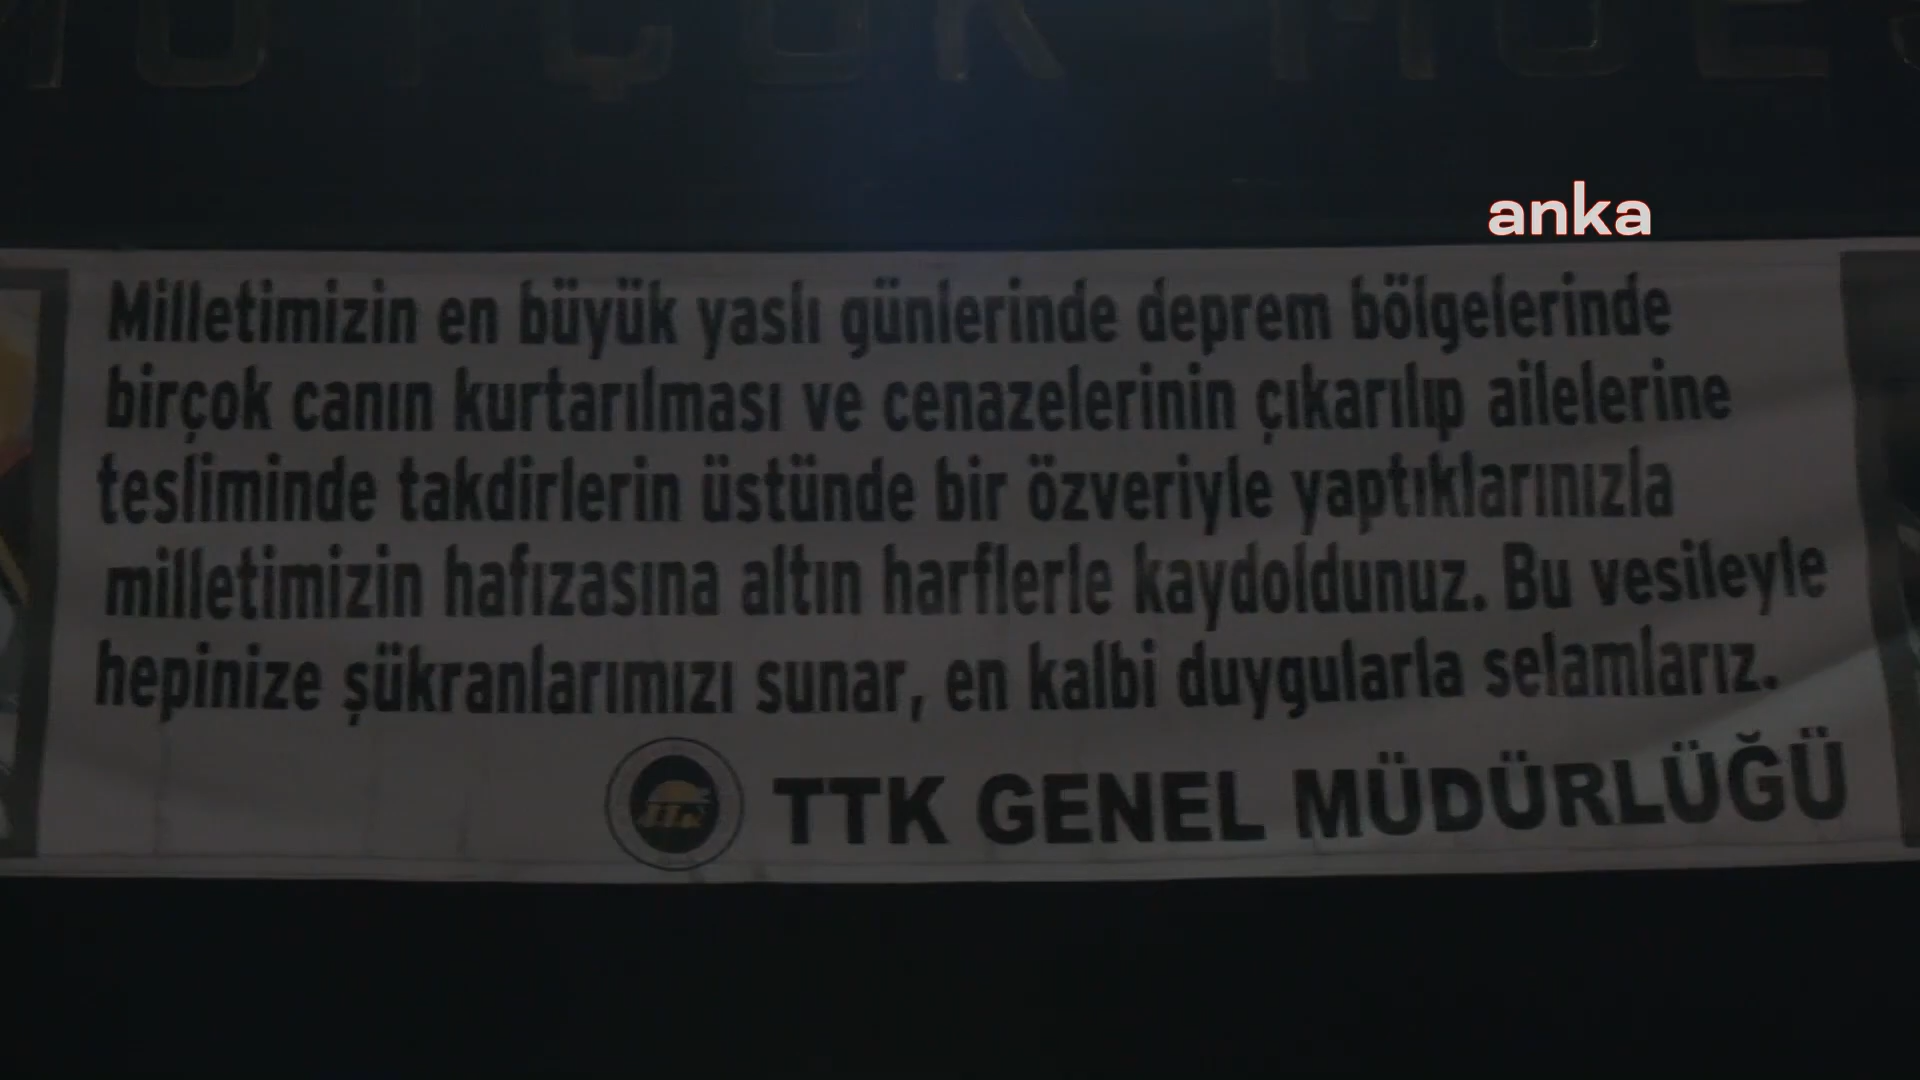 anka
Milletimizin en büyük yaslı günlerinde deprem bölgelerinde
birçok canın kurtarılması ve cenazelerinin çıkarılıp ailelerine
tesliminde takdirlerin üstünde bir özveriyle yaptıklarınızla
milletimizin hafızasına altın harflerle kaydoldunuz. Bu vesileyle
hepinize şükranlarımızı sunar, en kalbi duygularla selamlarız.
TTK GENEL MÜDÜRLÜĞÜ